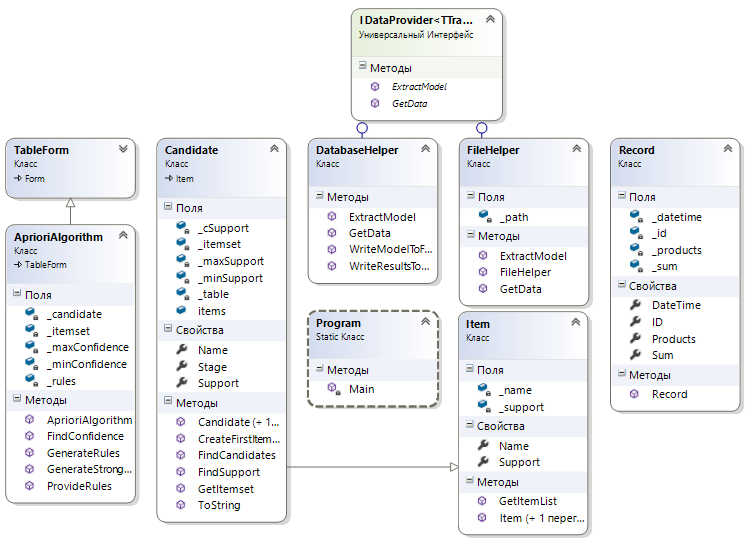 IDataProvider<TTra...
Универсальный Интерфейс
Методы
ExtractModel
GetData
TableForm
Класс
Form
AprioriAlgorithm
Класс
TableForm
Поля
_candidate
_itemset
_maxConfidence
_minConfidence
_rules
Методы
AprioriAlgorithm
FindConfidence
GenerateRules
GenerateStrong...
ProvideRules
Candidate
Класс
Item
Поля
_cSupport
_itemset
_maxSupport
_minSupport
_table
items
Свойства
Name
Stage
Support
Методы
Candidate (+ 1...
CreateFirstItem...
FindCandidates
FindSupport
GetItemset
ToString
DatabaseHelper
Класс
Методы
ExtractModel
GetData
WriteModelToF...
WriteResultsTo...
Program
Static Класс
Методы
Main
FileHelper
Класс
Поля
_path
Методы
ExtractModel
FileHelper
GetData
Item
Класс
Поля
_name
_support
Свойства
Name
Support
Методы
GetItemList
Item (+ 1 перег...
Record
Класс
Поля
_datetime
_id
_products
_sum
Свойства
DateTime
ID
Products
Sum
Методы
Record